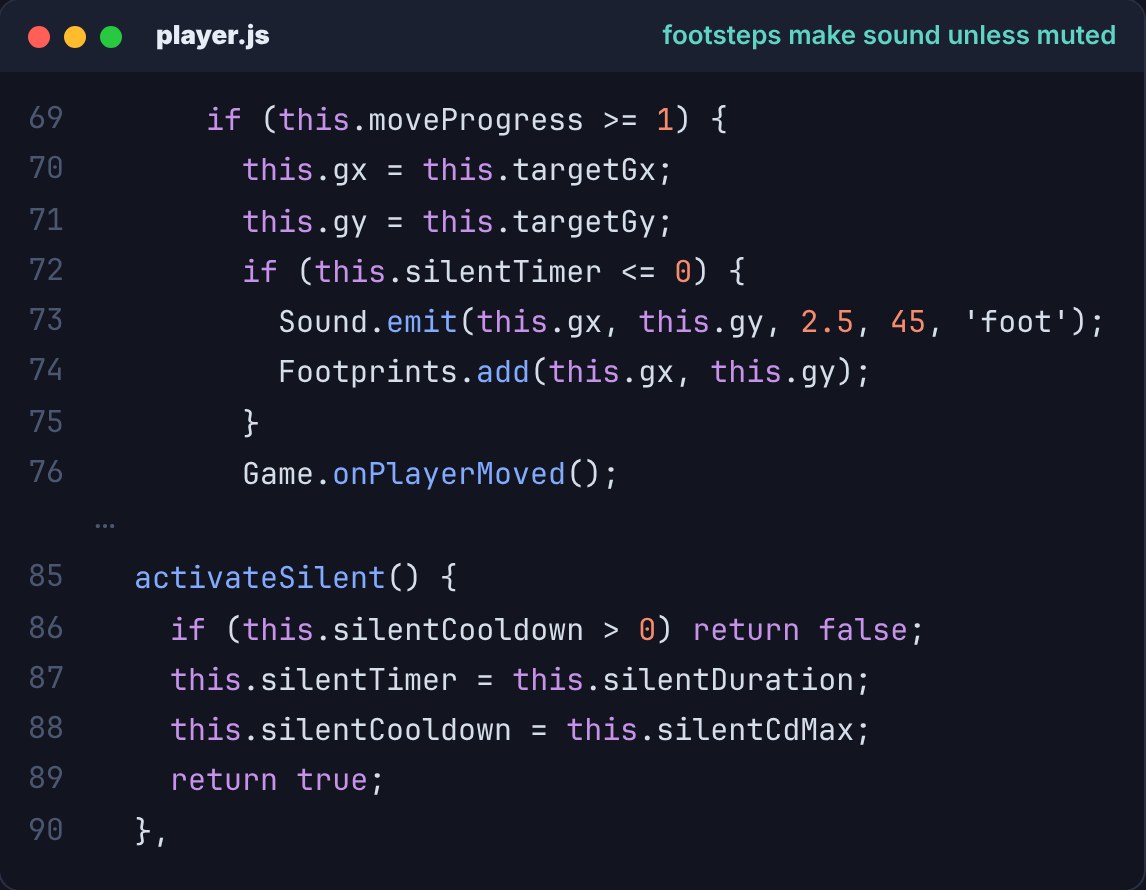 player.js footsteps make sound unless muted
69 if (this.moveProgress >= 1) {
70 this.gx = this.targetGx;
71 this.gy = this.targetGy;
72 if (this.silentTimer <= 0) {
73 Sound.emit(this.gx, this.gy, 2.5, 45, 'foot');
74 Footprints.add(this.gx, this.gy);
75 }
76 Game.onPlayerMoved();
…
85 activateSilent() {
86 if (this.silentCooldown > 0) return false;
87 this.silentTimer = this.silentDuration;
88 this.silentCooldown = this.silentCdMax;
89 return true;
90 },